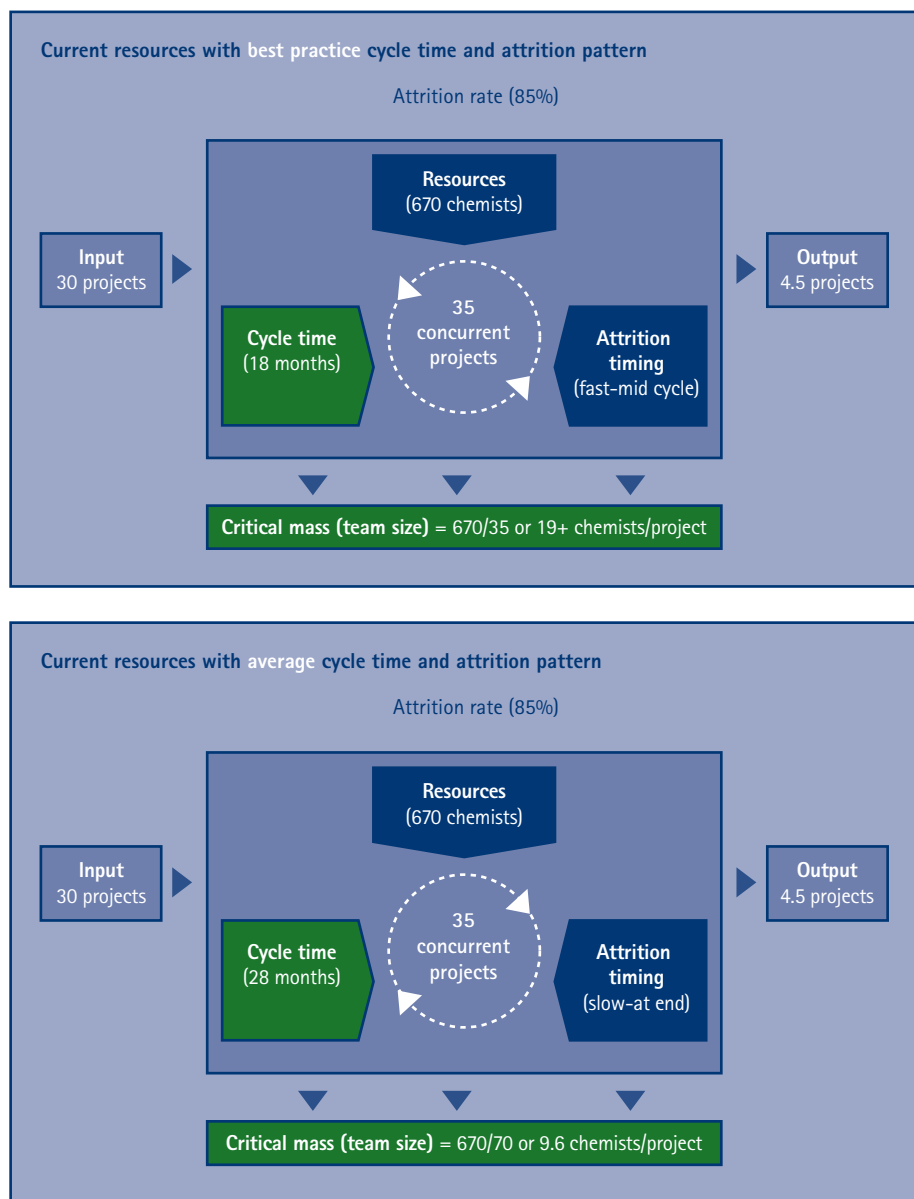 Current resources with best practice cycle time and attrition pattern
Attrition rate (85%)
Resources
(670 chemists)
Input
30 projects
Output
4.5 projects
35
concurrent
projects
Cycle time
(18 months)
Attrition
timing
(fast-mid cycle)
Critical mass (team size) = 670/35 or 19+ chemists/project
Current resources with average cycle time and attrition pattern
Attrition rate (85%)
Resources
(670 chemists)
Input
30 projects
Output
4.5 projects
35
concurrent
projects
Cycle time
(28 months)
Attrition
timing
(slow-at end)
Critical mass (team size) = 670/70 or 9.6 chemists/project